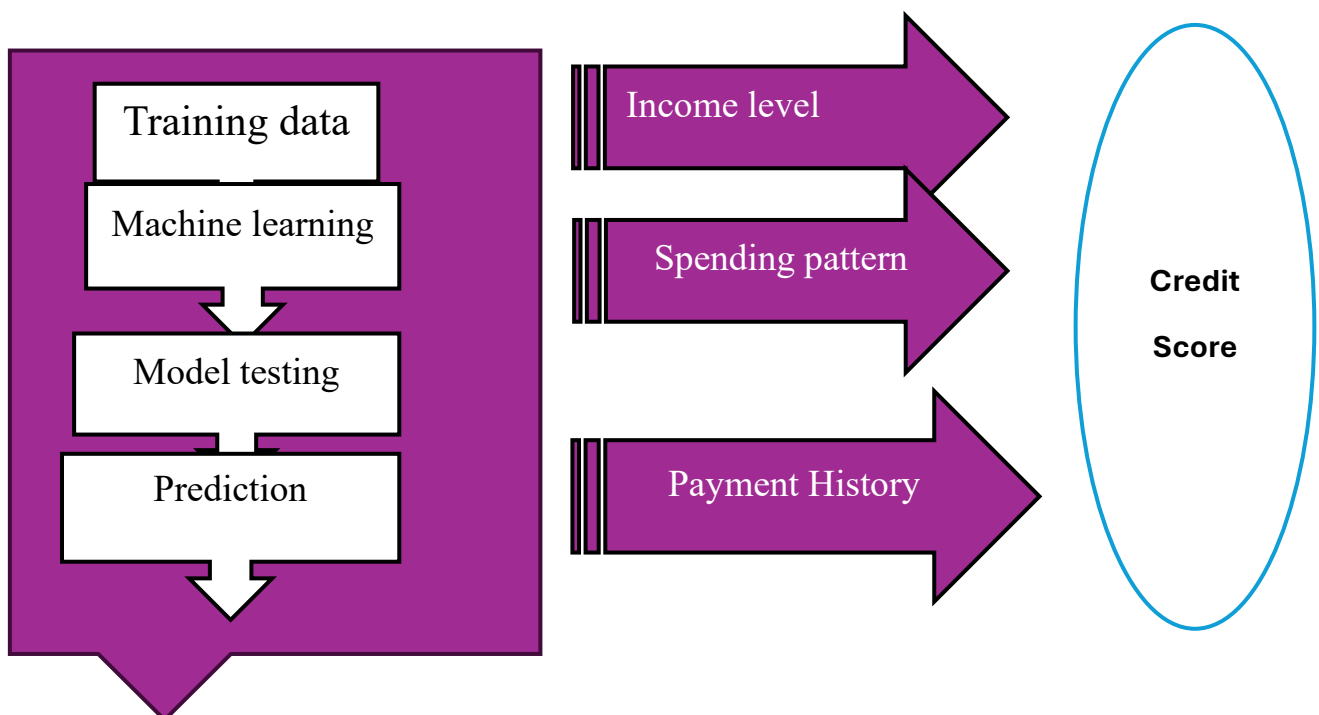 Training data
Machine learning
Model testing
Prediction
Income level
Spending pattern
Payment History
Credit
Score